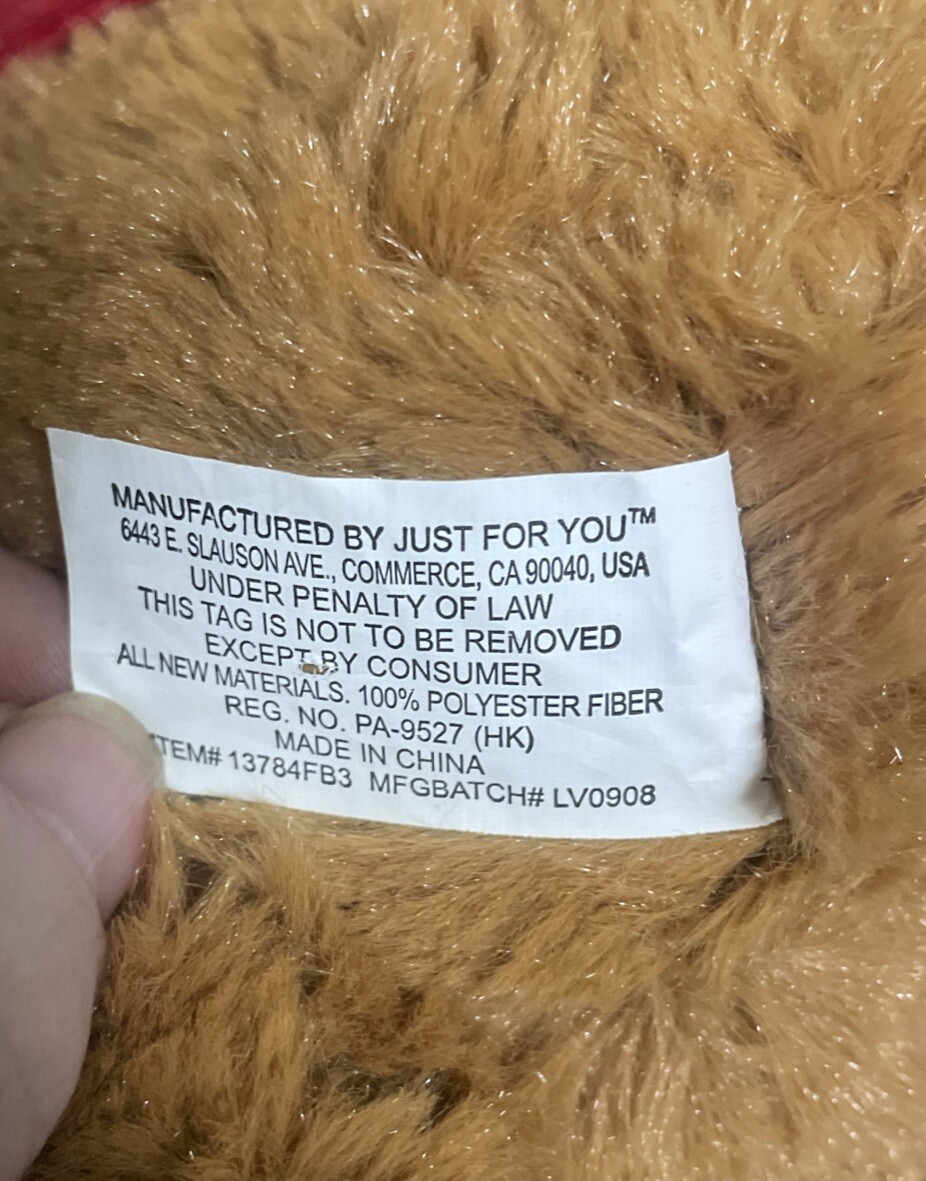 MANUFACTURED BY JUST FOR YOU™
6443 E. SLAUSON AVE., COMMERCE, CA 90040, USA
UNDER PENALTY OF LAW
THIS TAG IS NOT TO BE REMOVED
EXCEPT BY CONSUMER
ALL NEW MATERIALS. 100% POLYESTER FIBER
REG. NO. PA-9527 (HK)
MADE IN CHINA
ITEM# 13784FB3 MFGBATCH# LV0908